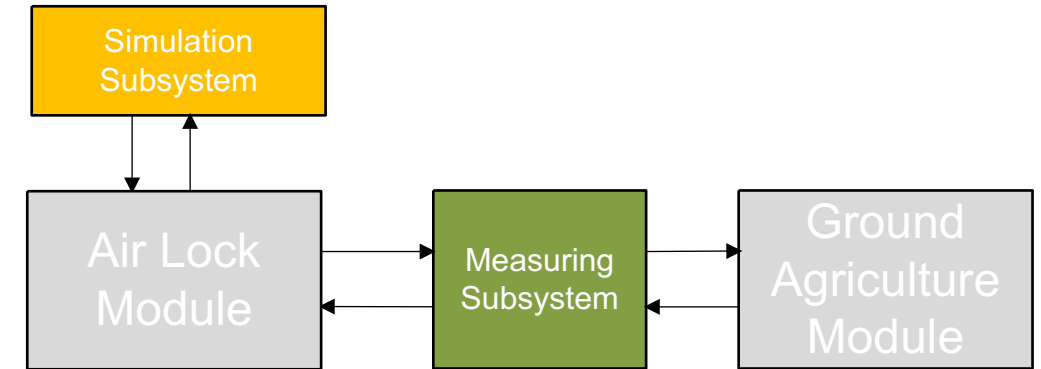 Simulation
Subsystem
Air Lock
Module
Measuring
Subsystem
Ground
Agriculture
Module